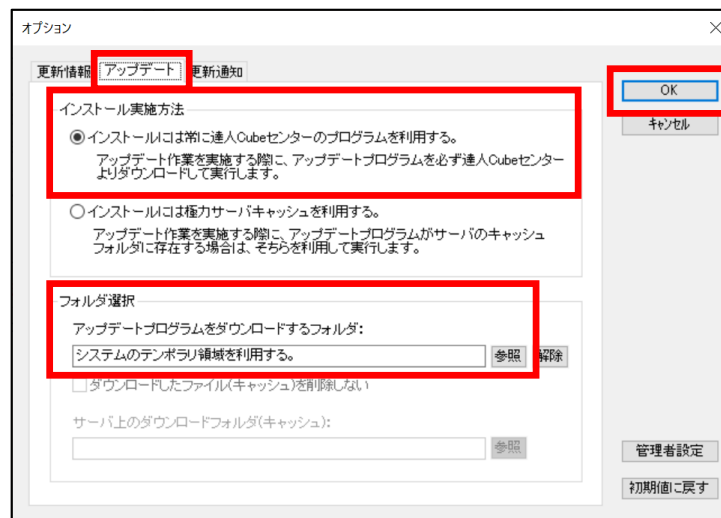 オプション
更新情報 アップデート 更新通知
OK
キャンセル
インストール実施方法
インストールには常に達人Cubeセンターのプログラムを利用する。
アップデート作業を実施する際に、アップデートプログラムを必ず達人Cubeセンター
よりダウンロードして実行します。
インストールには極力サーバキャッシュを利用する。
アップデート作業を実施する際に、アップデートプログラムがサーバのキャッシュ
フォルダに存在する場合は、そちらを利用して実行します。
フォルダ選択
アップデートプログラムをダウンロードするフォルダ:
システムのテンポラリ領域を利用する。 参照 解除
ダウンロードしたファイル(キャッシュ)を削除しない
サーバ上のダウンロードフォルダ(キャッシュ):
参照
管理者設定
初期値に戻す